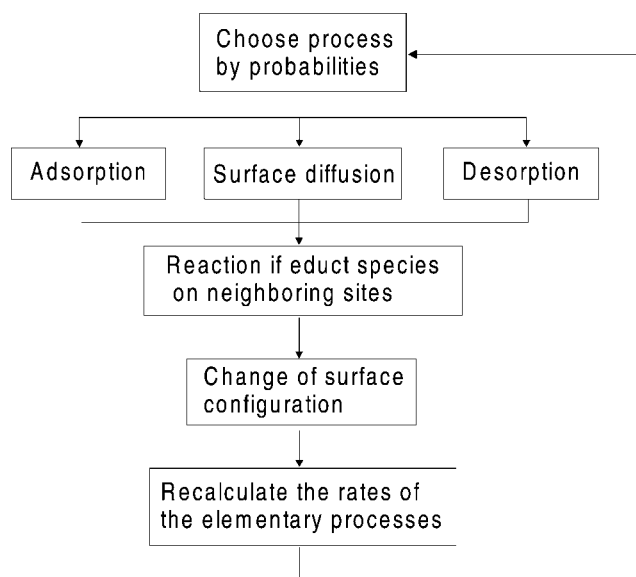 Choose process
by probabilities
Adsorption
Surface diffusion
Desorption
Reaction if educt species
on neighboring sites
Change of surface
configuration
Recalculate the rates of
the elementary processes